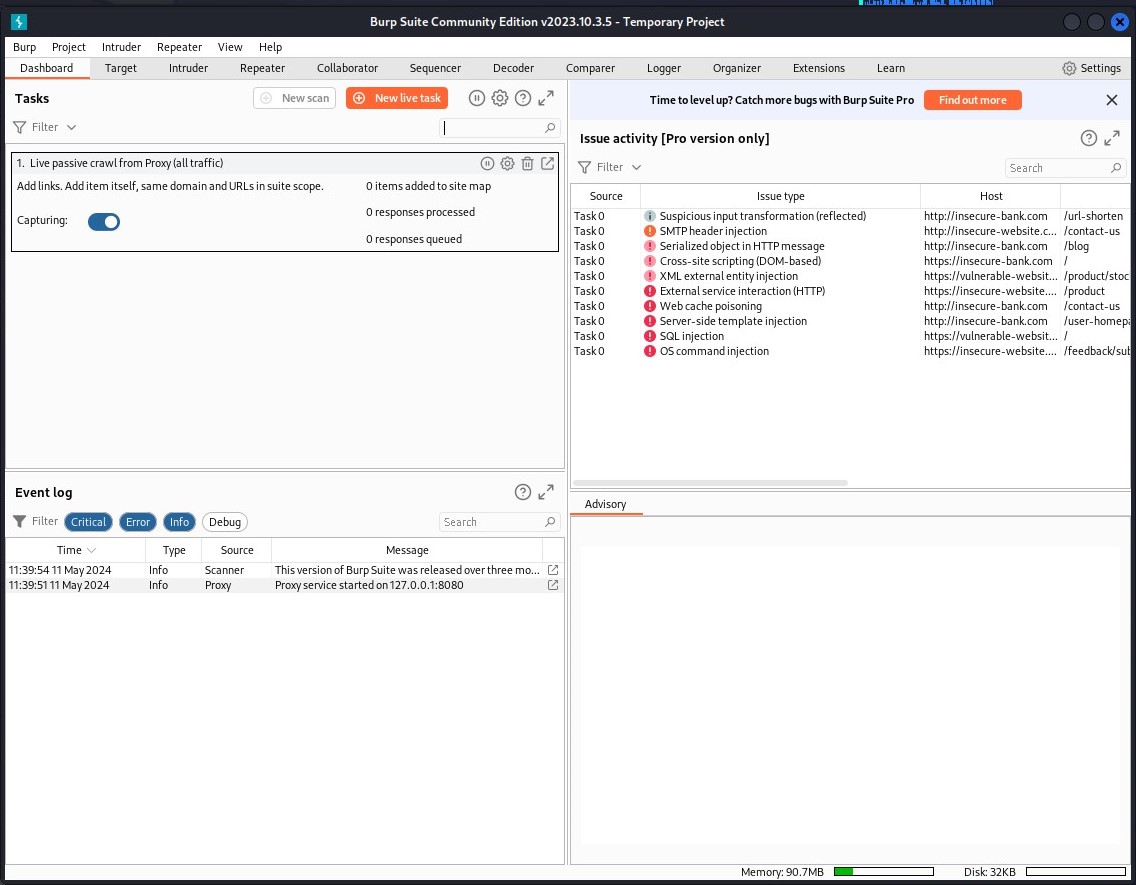 Burp Suite Community Edition v2023.10.3.5 - Temporary Project
Burp Project Intruder Repeater View Help
Dashboard Target Intruder Repeater Collaborator Sequencer Decoder Comparer Logger Organizer Extensions Learn Settings
Tasks New scan New live task
Filter
1. Live passive crawl from Proxy (all traffic)
Add links. Add item itself, same domain and URLs in suite scope. 0 items added to site map
0 responses processed
Capturing:
0 responses queued
Time to level up? Catch more bugs with Burp Suite Pro Find out more
Issue activity [Pro version only]
Filter Search
Source Issue type Host
Task 0 Suspicious input transformation (reflected) http://insecure-bank.com /url-shorten
Task 0 SMTP header injection http://insecure-website.c... /contact-us
Task 0 Serialized object in HTTP message http://insecure-bank.com /blog
Task 0 Cross-site scripting (DOM-based) https://insecure-bank.com /
Task 0 XML external entity injection https://vulnerable-websit... /product/stoc
Task 0 External service interaction (HTTP) https://insecure-website.... /product
Task 0 Web cache poisoning http://insecure-bank.com /contact-us
Task 0 Server-side template injection http://insecure-bank.com /user-homepa
Task 0 SQL injection https://vulnerable-websit... /
Task 0 OS command injection https://insecure-website.... /feedback/sub
Event log
Filter Critical Error Info Debug Search
Time Type Source Message
11:39:54 11 May 2024 Info Scanner This version of Burp Suite was released over three mo...
11:39:51 11 May 2024 Info Proxy Proxy service started on 127.0.0.1:8080
Advisory
Memory: 90.7MB Disk: 32KB